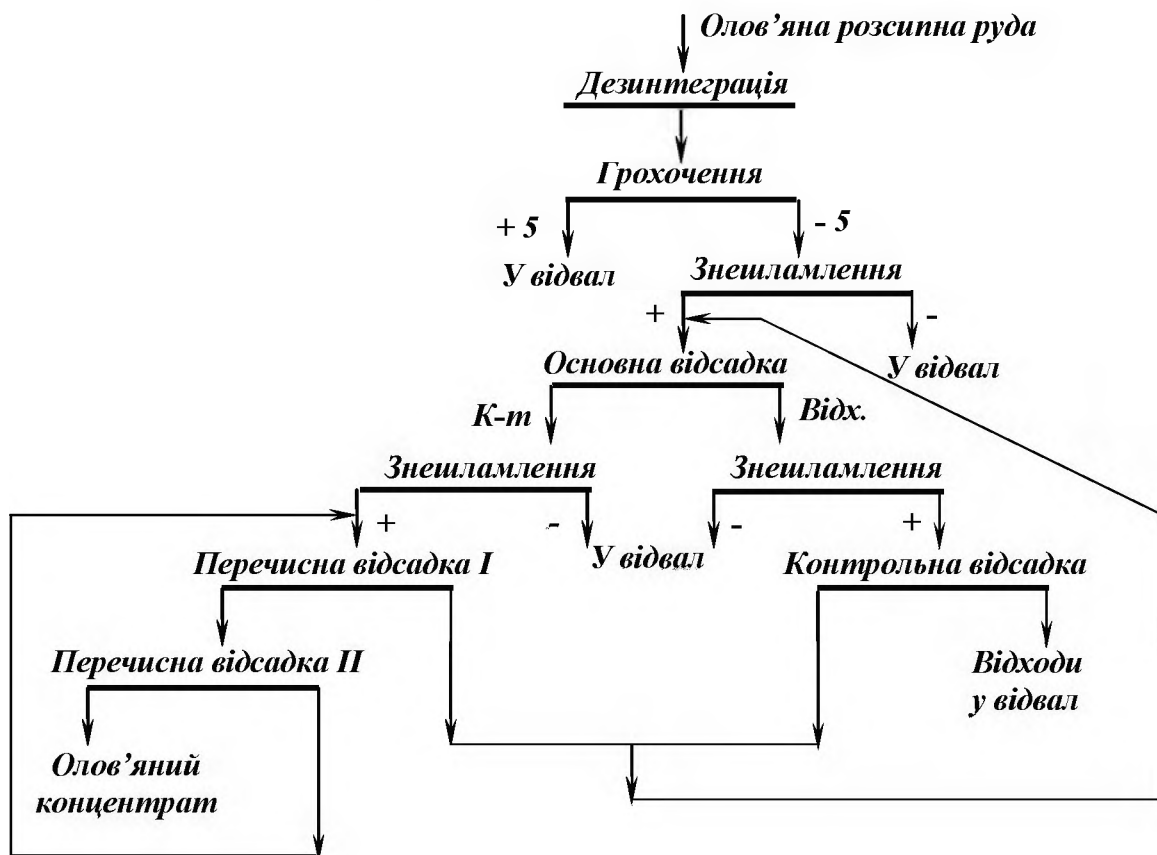 Олов’яна розсипна руда
Дезинтеграція
Грохочення
+ 5
- 5
У відвал
Знешламлення
+
-
Основна відсадка
У відвал
К-т
Відх.
Знешламлення
Знешламлення
+
-
-
+
Перечисна відсадка I
У відвал
Контрольна відсадка
Перечисна відсадка II
Відходи
у відвал
Олов’яний
концентрат